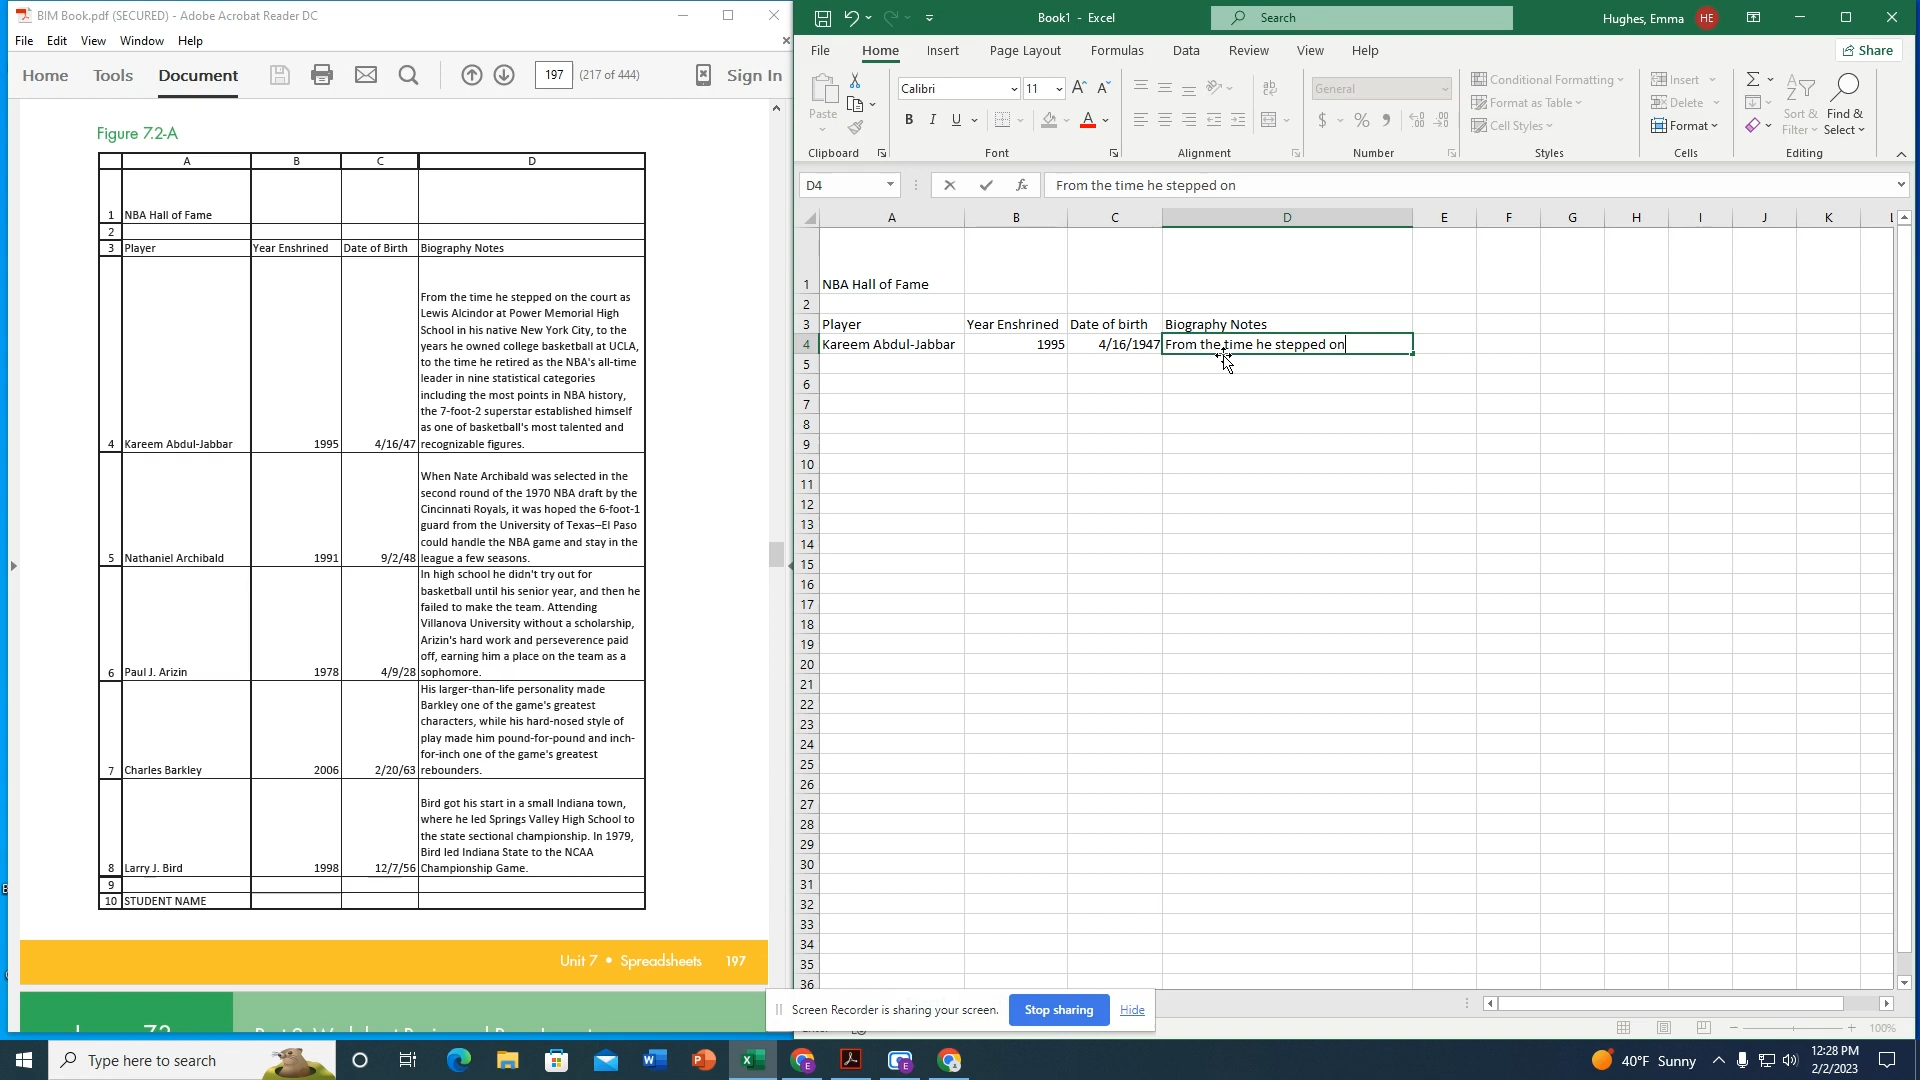 BIM Book.pdf (SECURED) - Adobe Acrobat Reader DC
File Edit View Window Help
Home Tools Document 197 (217 of 444) Sign In
Figure 7.2-A
A B C D
1 NBA Hall of Fame
2
3 Player Year Enshrined Date of Birth Biography Notes
From the time he stepped on the court as
Lewis Alcindor at Power Memorial High
School in his native New York City, to the
years he owned college basketball at UCLA,
to the time he retired as the NBA's all-time
leader in nine statistical categories
including the most points in NBA history,
the 7-foot-2 superstar established himself
as one of basketball's most talented and
4 Kareem Abdul-Jabbar 1995 4/16/47 recognizable figures.
When Nate Archibald was selected in the
second round of the 1970 NBA draft by the
Cincinnati Royals, it was hoped the 6-foot-1
guard from the University of Texas–El Paso
could handle the NBA game and stay in the
5 Nathaniel Archibald 1991 9/2/48 league a few seasons.
In high school he didn't try out for
basketball until his senior year, and then he
failed to make the team. Attending
Villanova University without a scholarship,
Arizin's hard work and perseverence paid
off, earning him a place on the team as a
6 Paul J. Arizin 1978 4/9/28 sophomore.
His larger-than-life personality made
Barkley one of the game's greatest
characters, while his hard-nosed style of
play made him pound-for-pound and inch-
for-inch one of the game's greatest
7 Charles Barkley 2006 2/20/63 rebounders.
Bird got his start in a small Indiana town,
where he led Springs Valley High School to
the state sectional championship. In 1979,
Bird led Indiana State to the NCAA
8 Larry J. Bird 1998 12/7/56 Championship Game.
9
10 STUDENT NAME
Unit 7 • Spreadsheets 197
Book1 - Excel
Search
Hughes, Emma HE
File Home Insert Page Layout Formulas Data Review View Help Share
Paste
Calibri 11
B I U A
General
$ % 9
Conditional Formatting
Format as Table
Cell Styles
Insert
Delete
Format
Sort & Filter
Find & Select
Clipboard Font Alignment Number Styles Cells Editing
D4 fx From the time he stepped on
A B C D E F G H I J K L
1 NBA Hall of Fame
2
3 Player Year Enshrined Date of birth Biography Notes
4 Kareem Abdul-Jabbar 1995 4/16/1947 From the time he stepped on
5
6
7
8
9
10
11
12
13
14
15
16
17
18
19
20
21
22
23
24
25
26
27
28
29
30
31
32
33
34
35
36
Screen Recorder is sharing your screen. Stop sharing Hide
100%
Type here to search
40°F Sunny
12:28 PM
2/2/2023